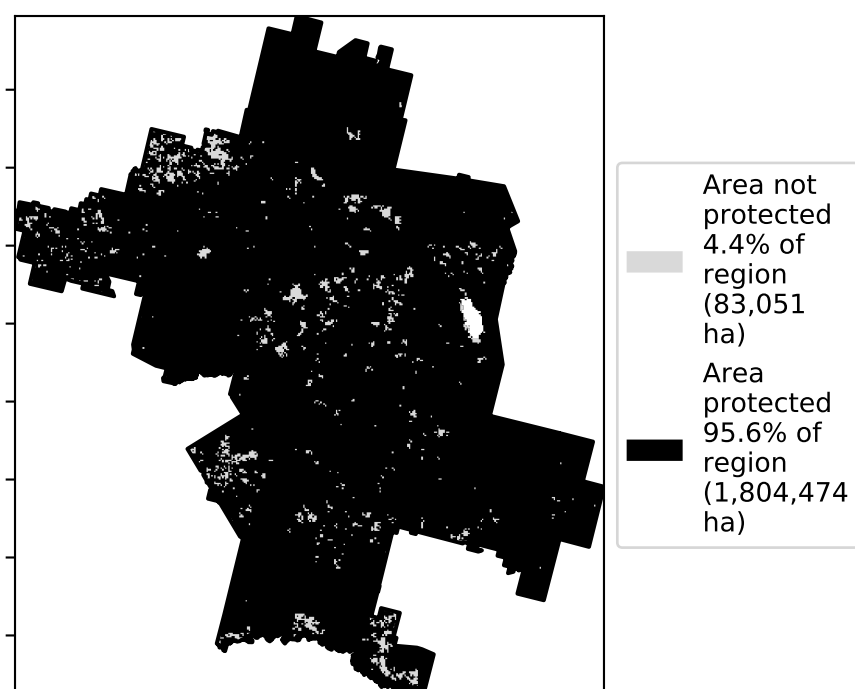 Area not
protected
4.4% of
region
(83,051
ha)
Area
protected
95.6% of
region
(1,804,474
ha)